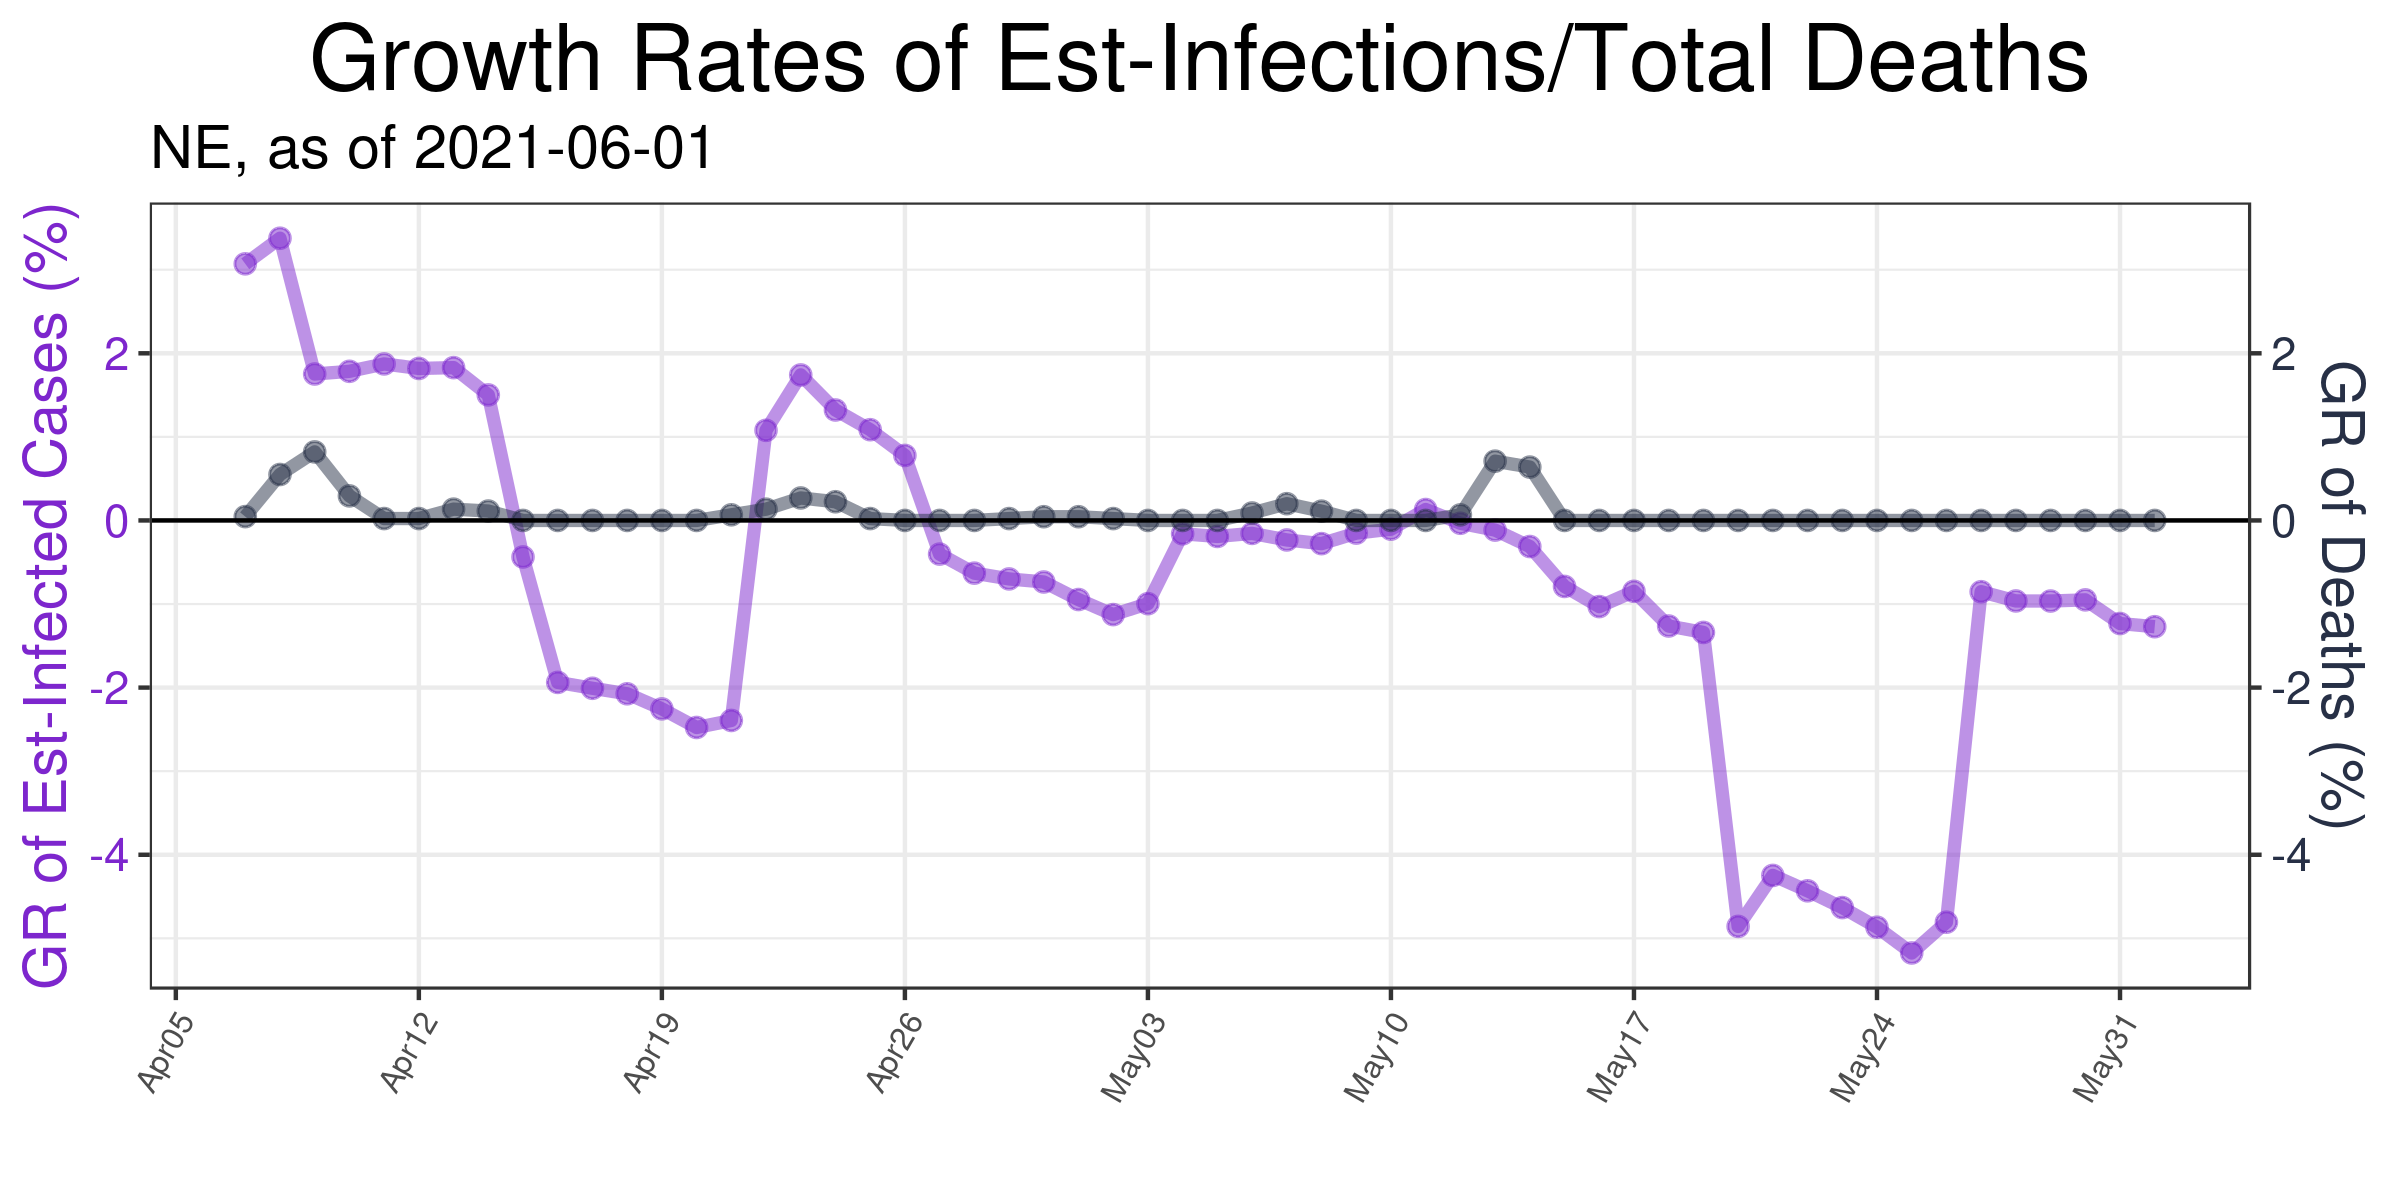 Growth Rates of Est-Infections/Total Deaths
NE, as of 2021-06-01
GR of Est-Infected Cases (%)
2
0
-2
-4
2
0
-2
-4
GR of Deaths (%)
Apr05
Apr12
Apr19
Apr26
May03
May10
May17
May24
May31